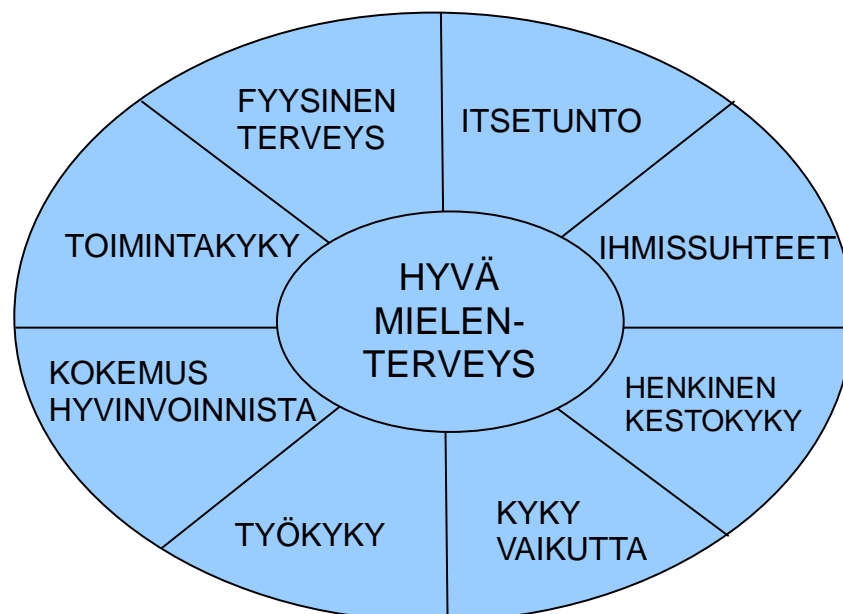 FYYSINEN
TERVEYS
ITSETUNTO
TOIMINTAKYKY
IHMISSUHTEET
HYVÄ
MIELEN-
TERVEYS
KOKEMUS
HYVINVOINNISTA
HENKINEN
KESTOKYKY
TYÖKYKY
KYKY
VAIKUTTA